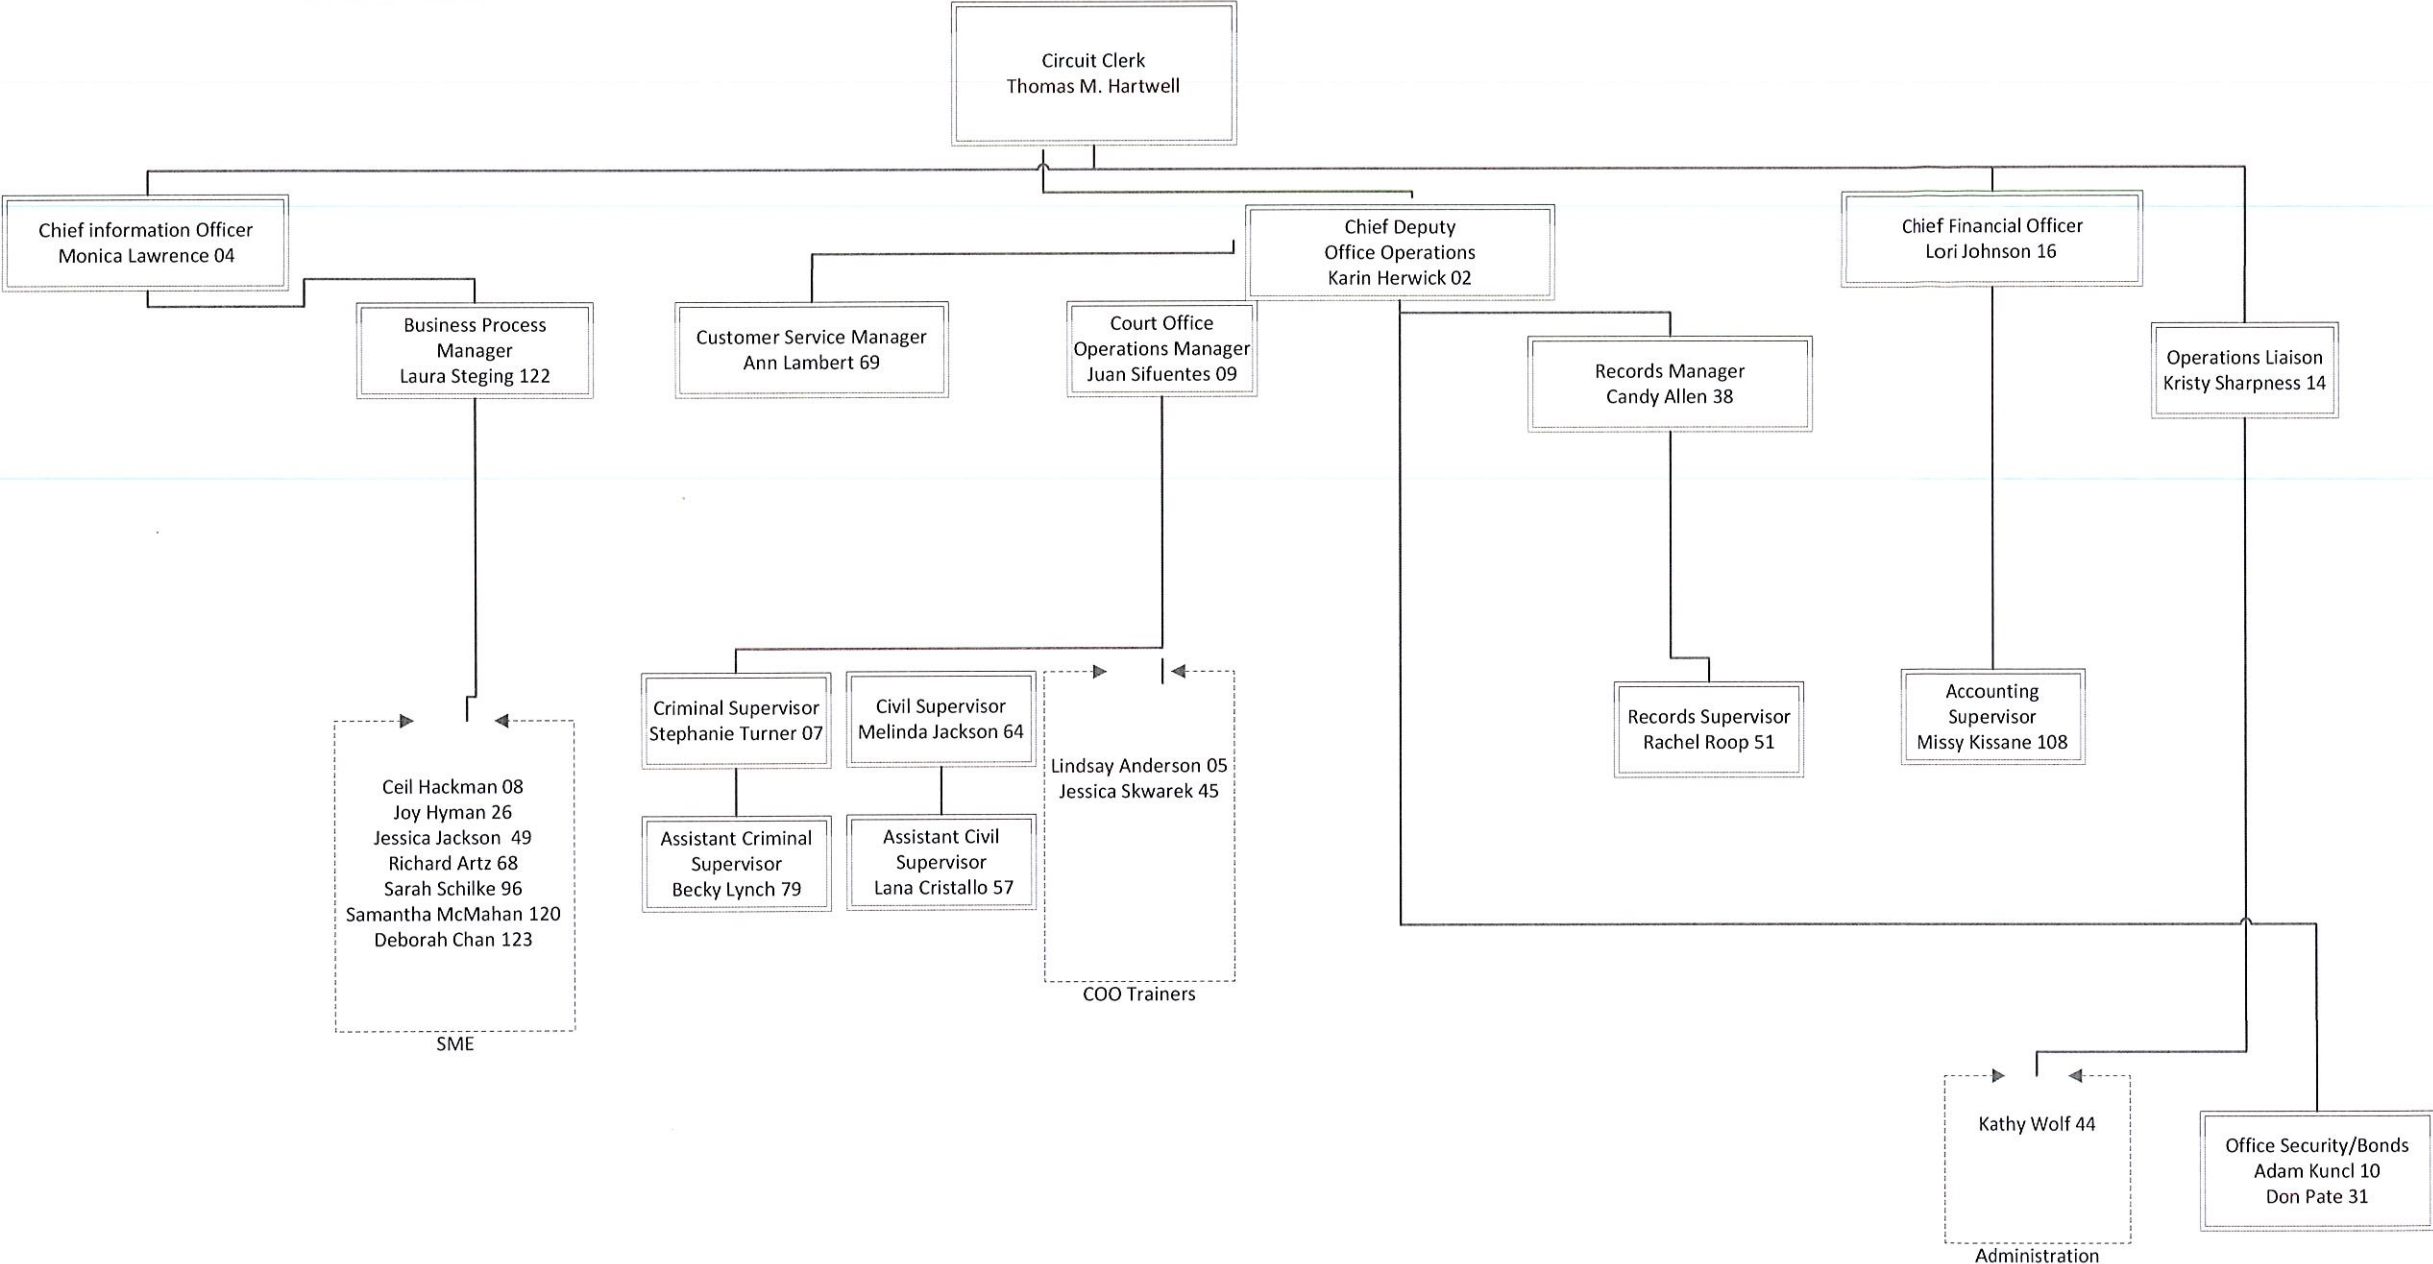 Circuit Clerk
Thomas M. Hartwell
Chief information Officer
Monica Lawrence 04
Chief Deputy
Office Operations
Karin Herwick 02
Chief Financial Officer
Lori Johnson 16
Business Process
Manager
Laura Steging 122
Customer Service Manager
Ann Lambert 69
Court Office
Operations Manager
Juan Sifuentes 09
Records Manager
Candy Allen 38
Operations Liaison
Kristy Sharpness 14
Ceil Hackman 08
Joy Hyman 26
Jessica Jackson  49
Richard Artz 68
Sarah Schilke 96
Samantha McMahan 120
Deborah Chan 123
SME
Criminal Supervisor
Stephanie Turner 07
Civil Supervisor
Melinda Jackson 64
Lindsay Anderson 05
Jessica Skwarek 45
COO Trainers
Assistant Criminal
Supervisor
Becky Lynch 79
Assistant Civil
Supervisor
Lana Cristallo 57
Records Supervisor
Rachel Roop 51
Accounting
Supervisor
Missy Kissane 108
Kathy Wolf 44
Administration
Office Security/Bonds
Adam Kuncl 10
Don Pate 31